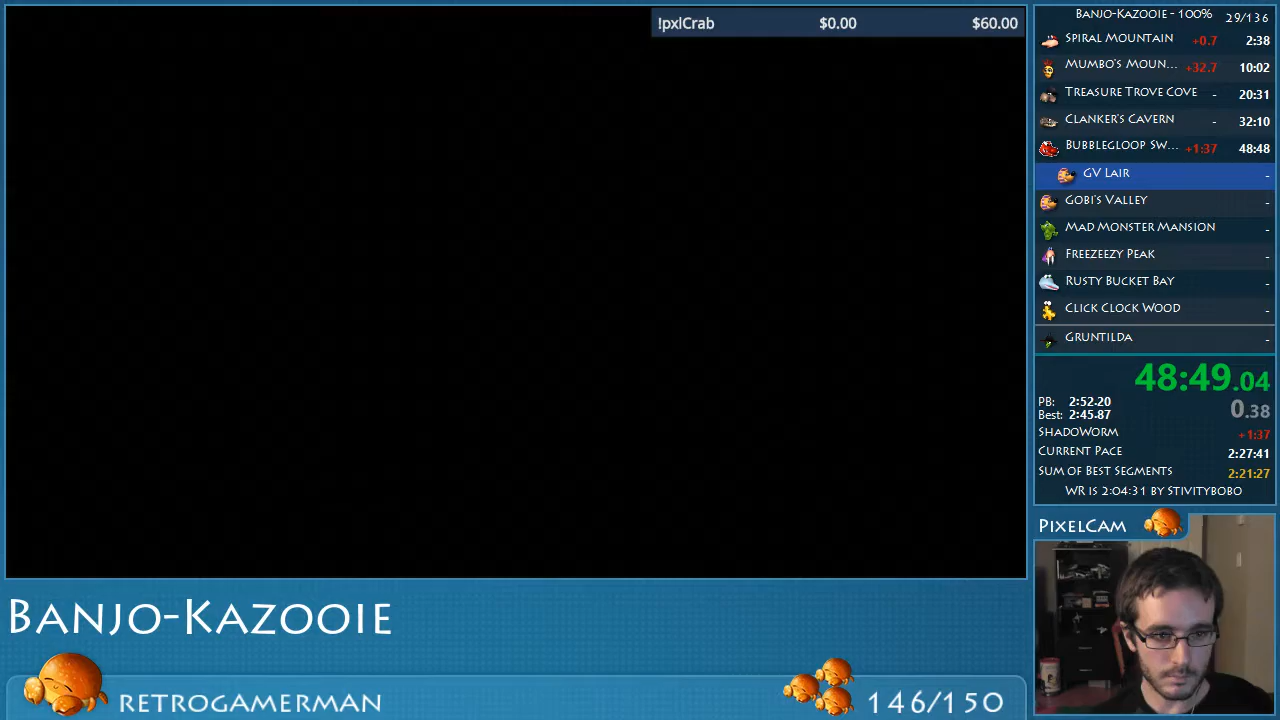 !pxlCrab $0.00 $60.00
Banjo-Kazooie - 100% 29/136
Spiral Mountain +0.7 2:38
Mumbo's Moun... +32.7 10:02
Treasure Trove Cove - 20:31
Clanker's Cavern - 32:10
Bubblegloop Sw... +1:37 48:48
GV Lair -
Gobi's Valley -
Mad Monster Mansion -
Freezeezy Peak -
Rusty Bucket Bay -
Click Clock Wood -
Gruntilda -
48:49.04
PB: 2:52.20
Best: 2:45.87
0.38
ShadoWorm +1:37
Current Pace 2:27:41
Sum of Best Segments 2:21:27
WR is 2:04:31 by Stivitybobo
PixelCam
Banjo-Kazooie
retrogamerman
146/150